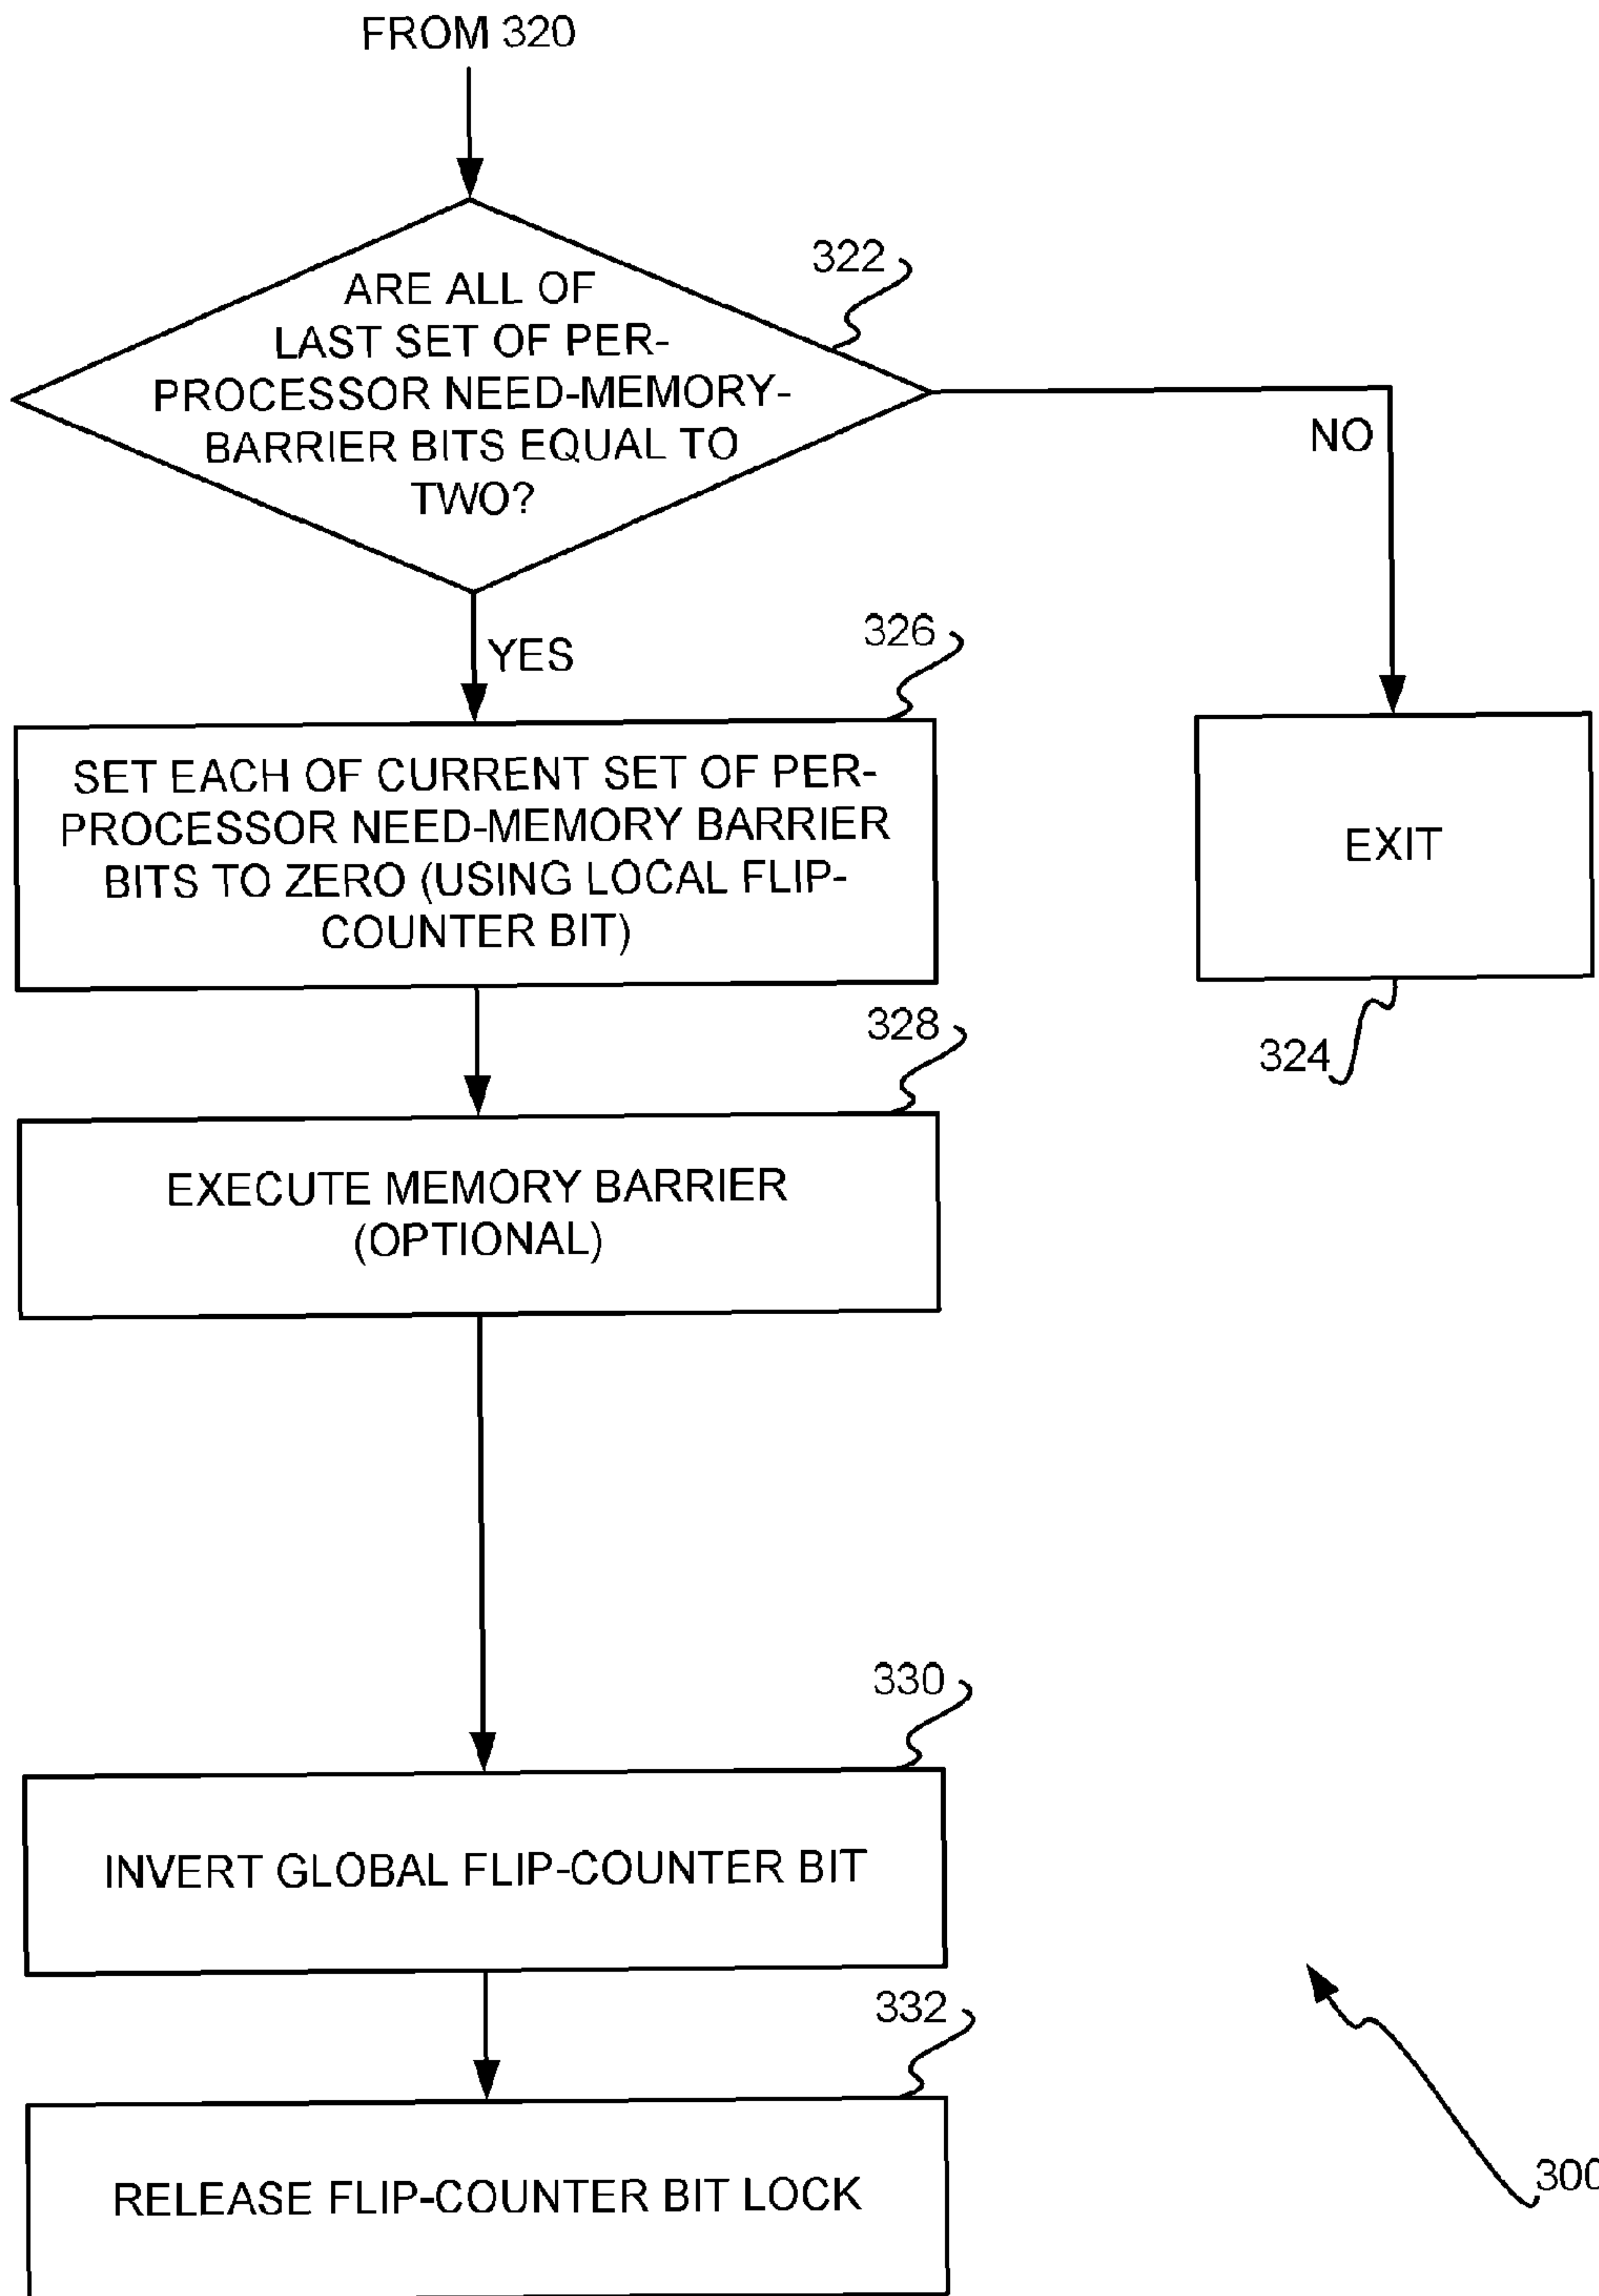 FROM 320
322
ARE ALL OF
LAST SET OF PER-
PROCESSOR NEED-MEMORY-
BARRIER BITS EQUAL TO
TWO?
NO
YES
326
SET EACH OF CURRENT SET OF PER-
PROCESSOR NEED-MEMORY BARRIER
BITS TO ZERO (USING LOCAL FLIP-
COUNTER BIT)
EXIT
324
328
EXECUTE MEMORY BARRIER
(OPTIONAL)
330
INVERT GLOBAL FLIP-COUNTER BIT
332
RELEASE FLIP-COUNTER BIT LOCK
300